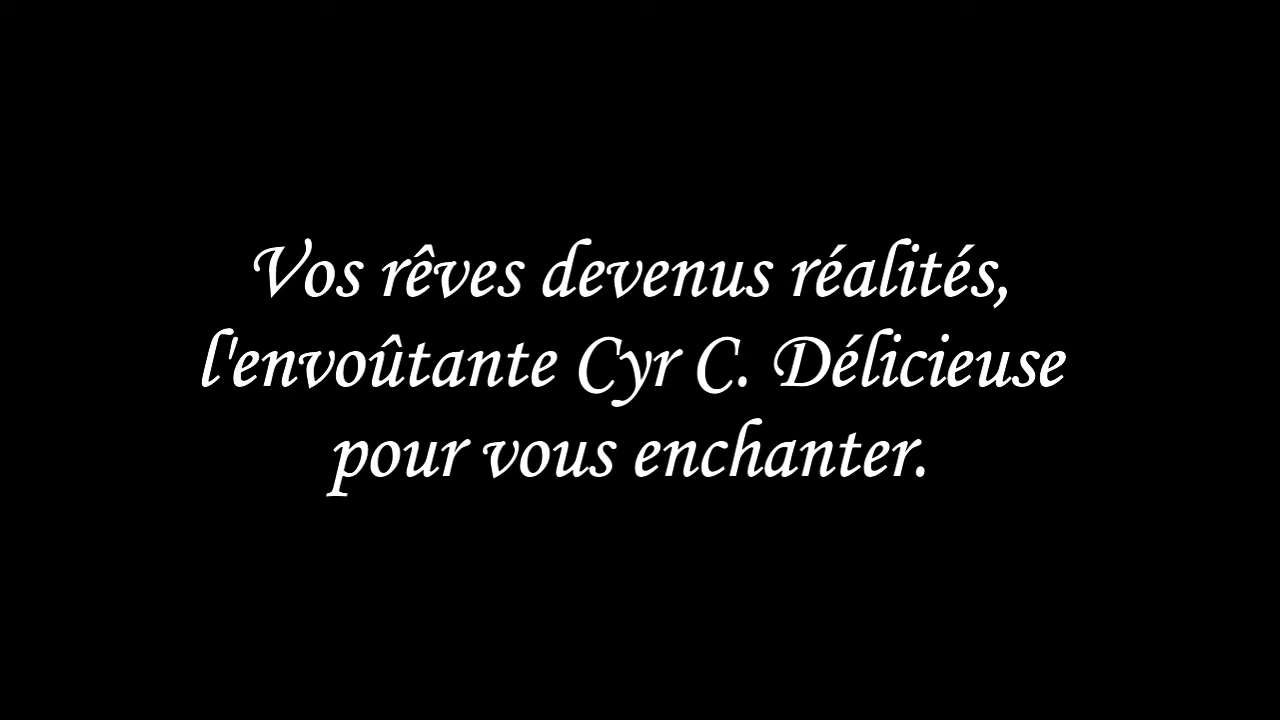 Vos rêves devenus réalités,
l'envoûtante Cyr C. Délicieuse
pour vous enchanter.